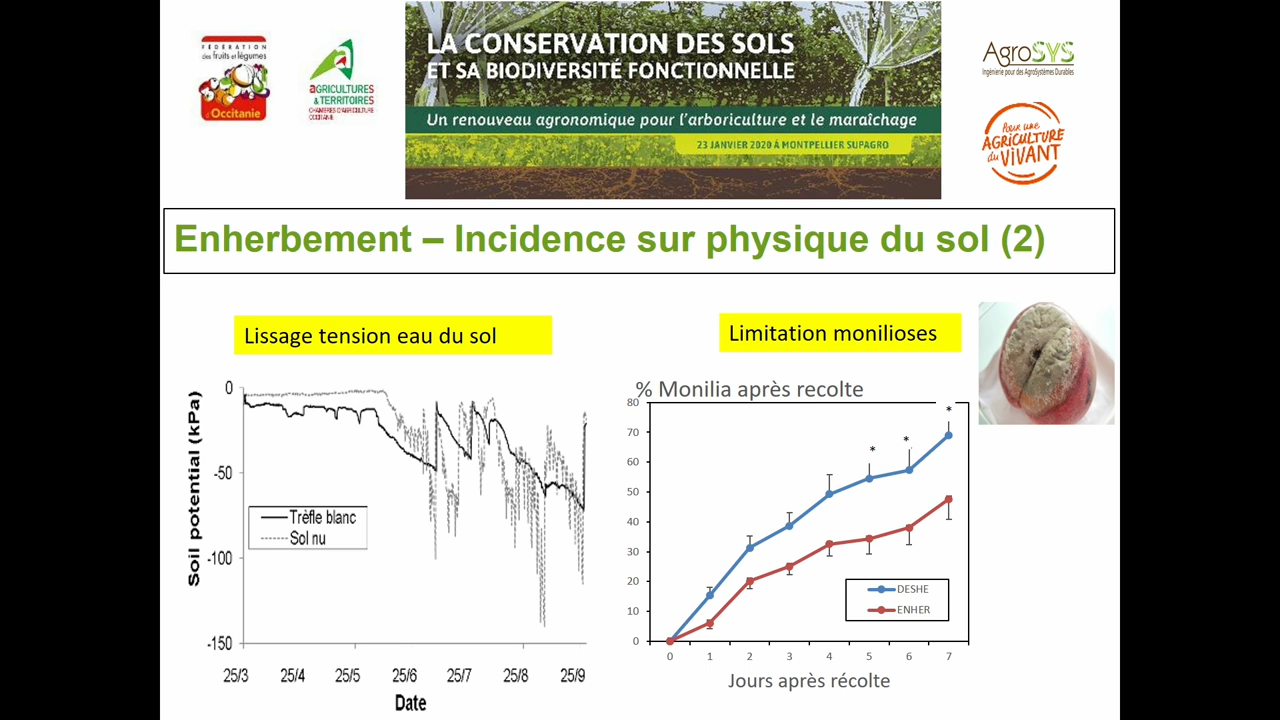 FÉDÉRATION
des fruits et légumes
d'Occitanie
AGRICULTURES
& TERRITOIRES
CHAMBRES D'AGRICULTURE
OCCITANIE
LA CONSERVATION DES SOLS
ET SA BIODIVERSITÉ FONCTIONNELLE
Un renouveau agronomique pour l'arboriculture et le maraîchage
23 JANVIER 2020 À MONTPELLIER SUPAGRO
AgroSYS
Ingénierie pour des AgroSystèmes Durables
Pour une
AGRICULTURE
du VIVANT
Enherbement – Incidence sur physique du sol (2)
Lissage tension eau du sol
Limitation monilioses
Soil potential (kPa)
0
-50
-100
-150
Trèfle blanc
Sol nu
25/3 25/4 25/5 25/6 25/7 25/8 25/9
Date
% Monilia après recolte
80
70
60
50
40
30
20
10
0
* * *
DESHE
ENHER
0 1 2 3 4 5 6 7
Jours après récolte